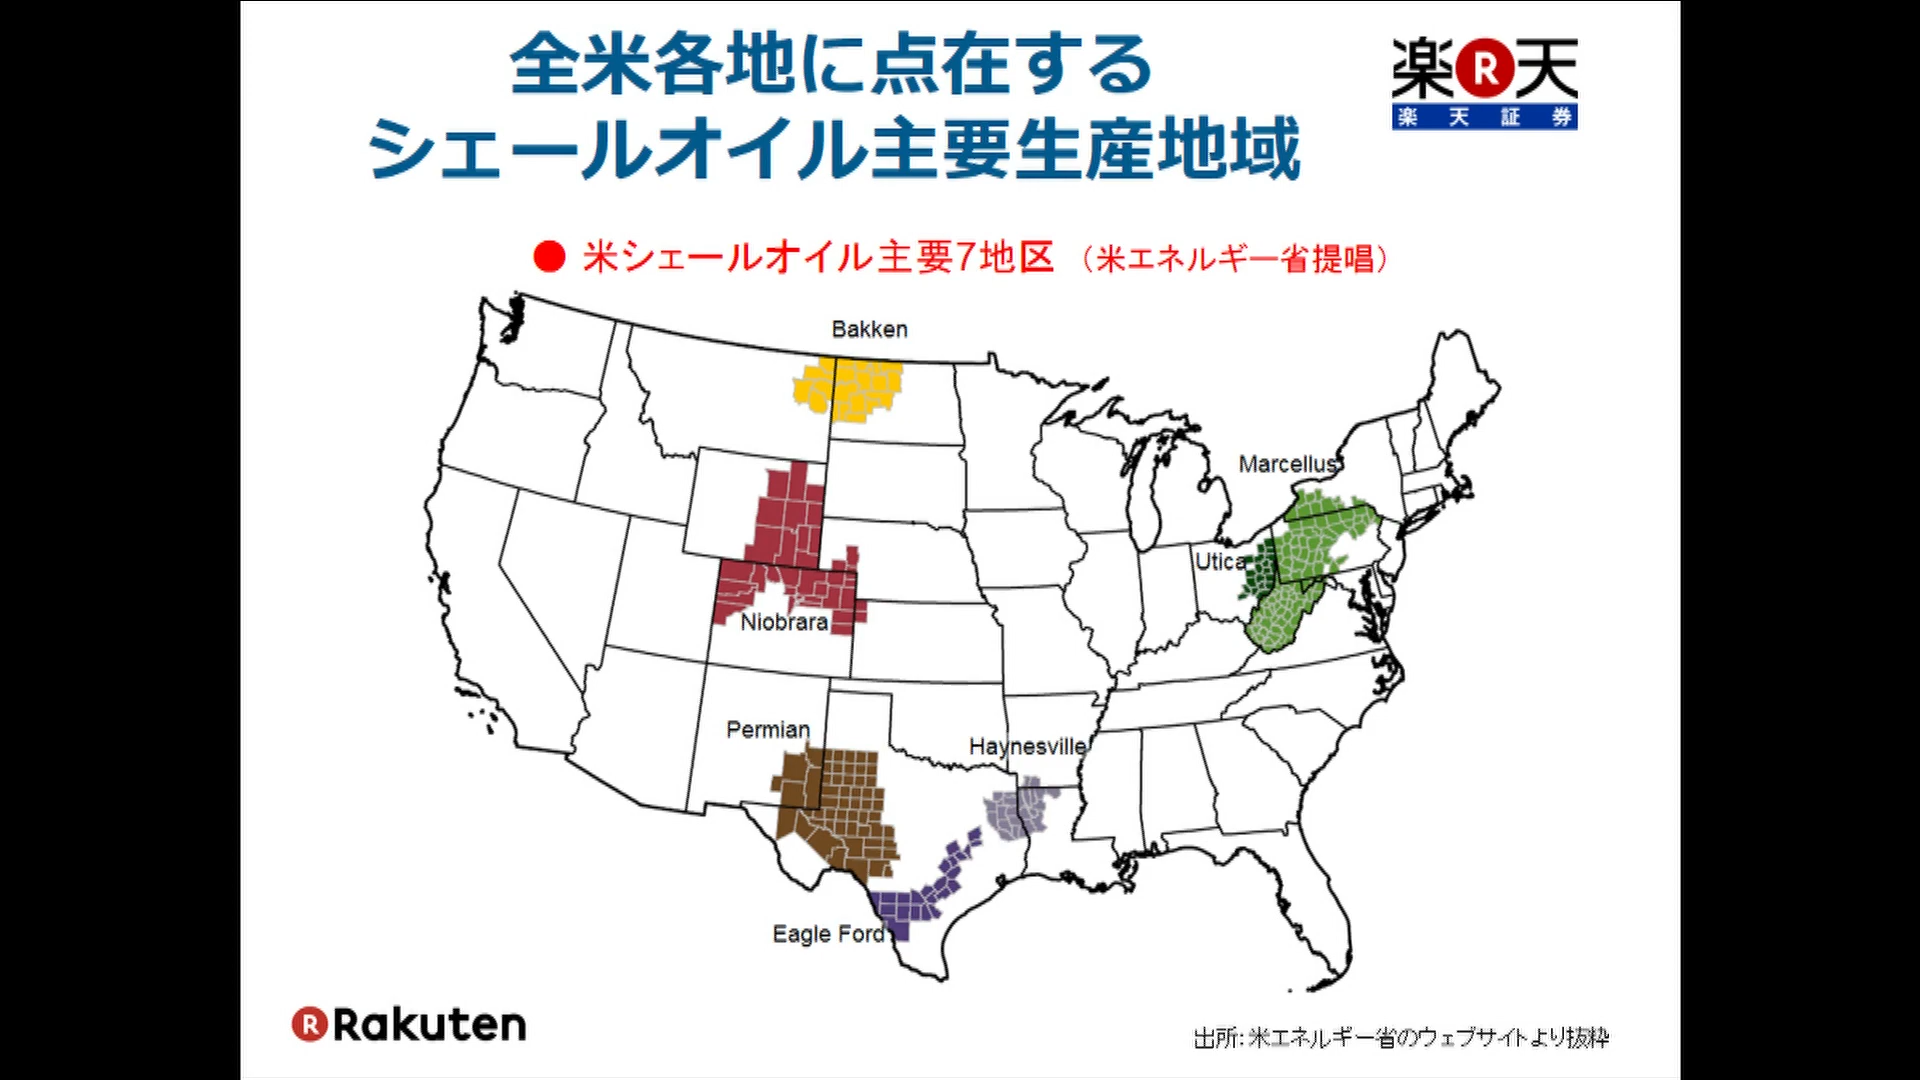 全米各地に点在する
シェールオイル主要生産地域
楽R天
楽天証券
● 米シェールオイル主要7地区 （米エネルギー省提唱）
Bakken
Marcellus
Utica
Niobrara
Permian
Haynesville
Eagle Ford
R Rakuten
出所：米エネルギー省のウェブサイトより抜粋